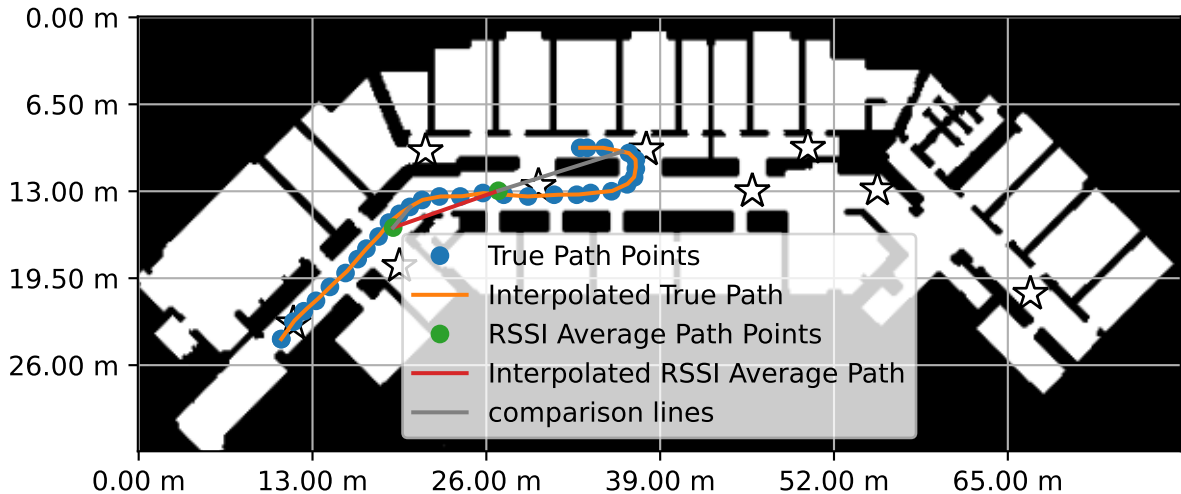 0.00 m
6.50 m
13.00 m
19.50 m
26.00 m
True Path Points
Interpolated True Path
RSSI Average Path Points
Interpolated RSSI Average Path
comparison lines
0.00 m 13.00 m 26.00 m 39.00 m 52.00 m 65.00 m